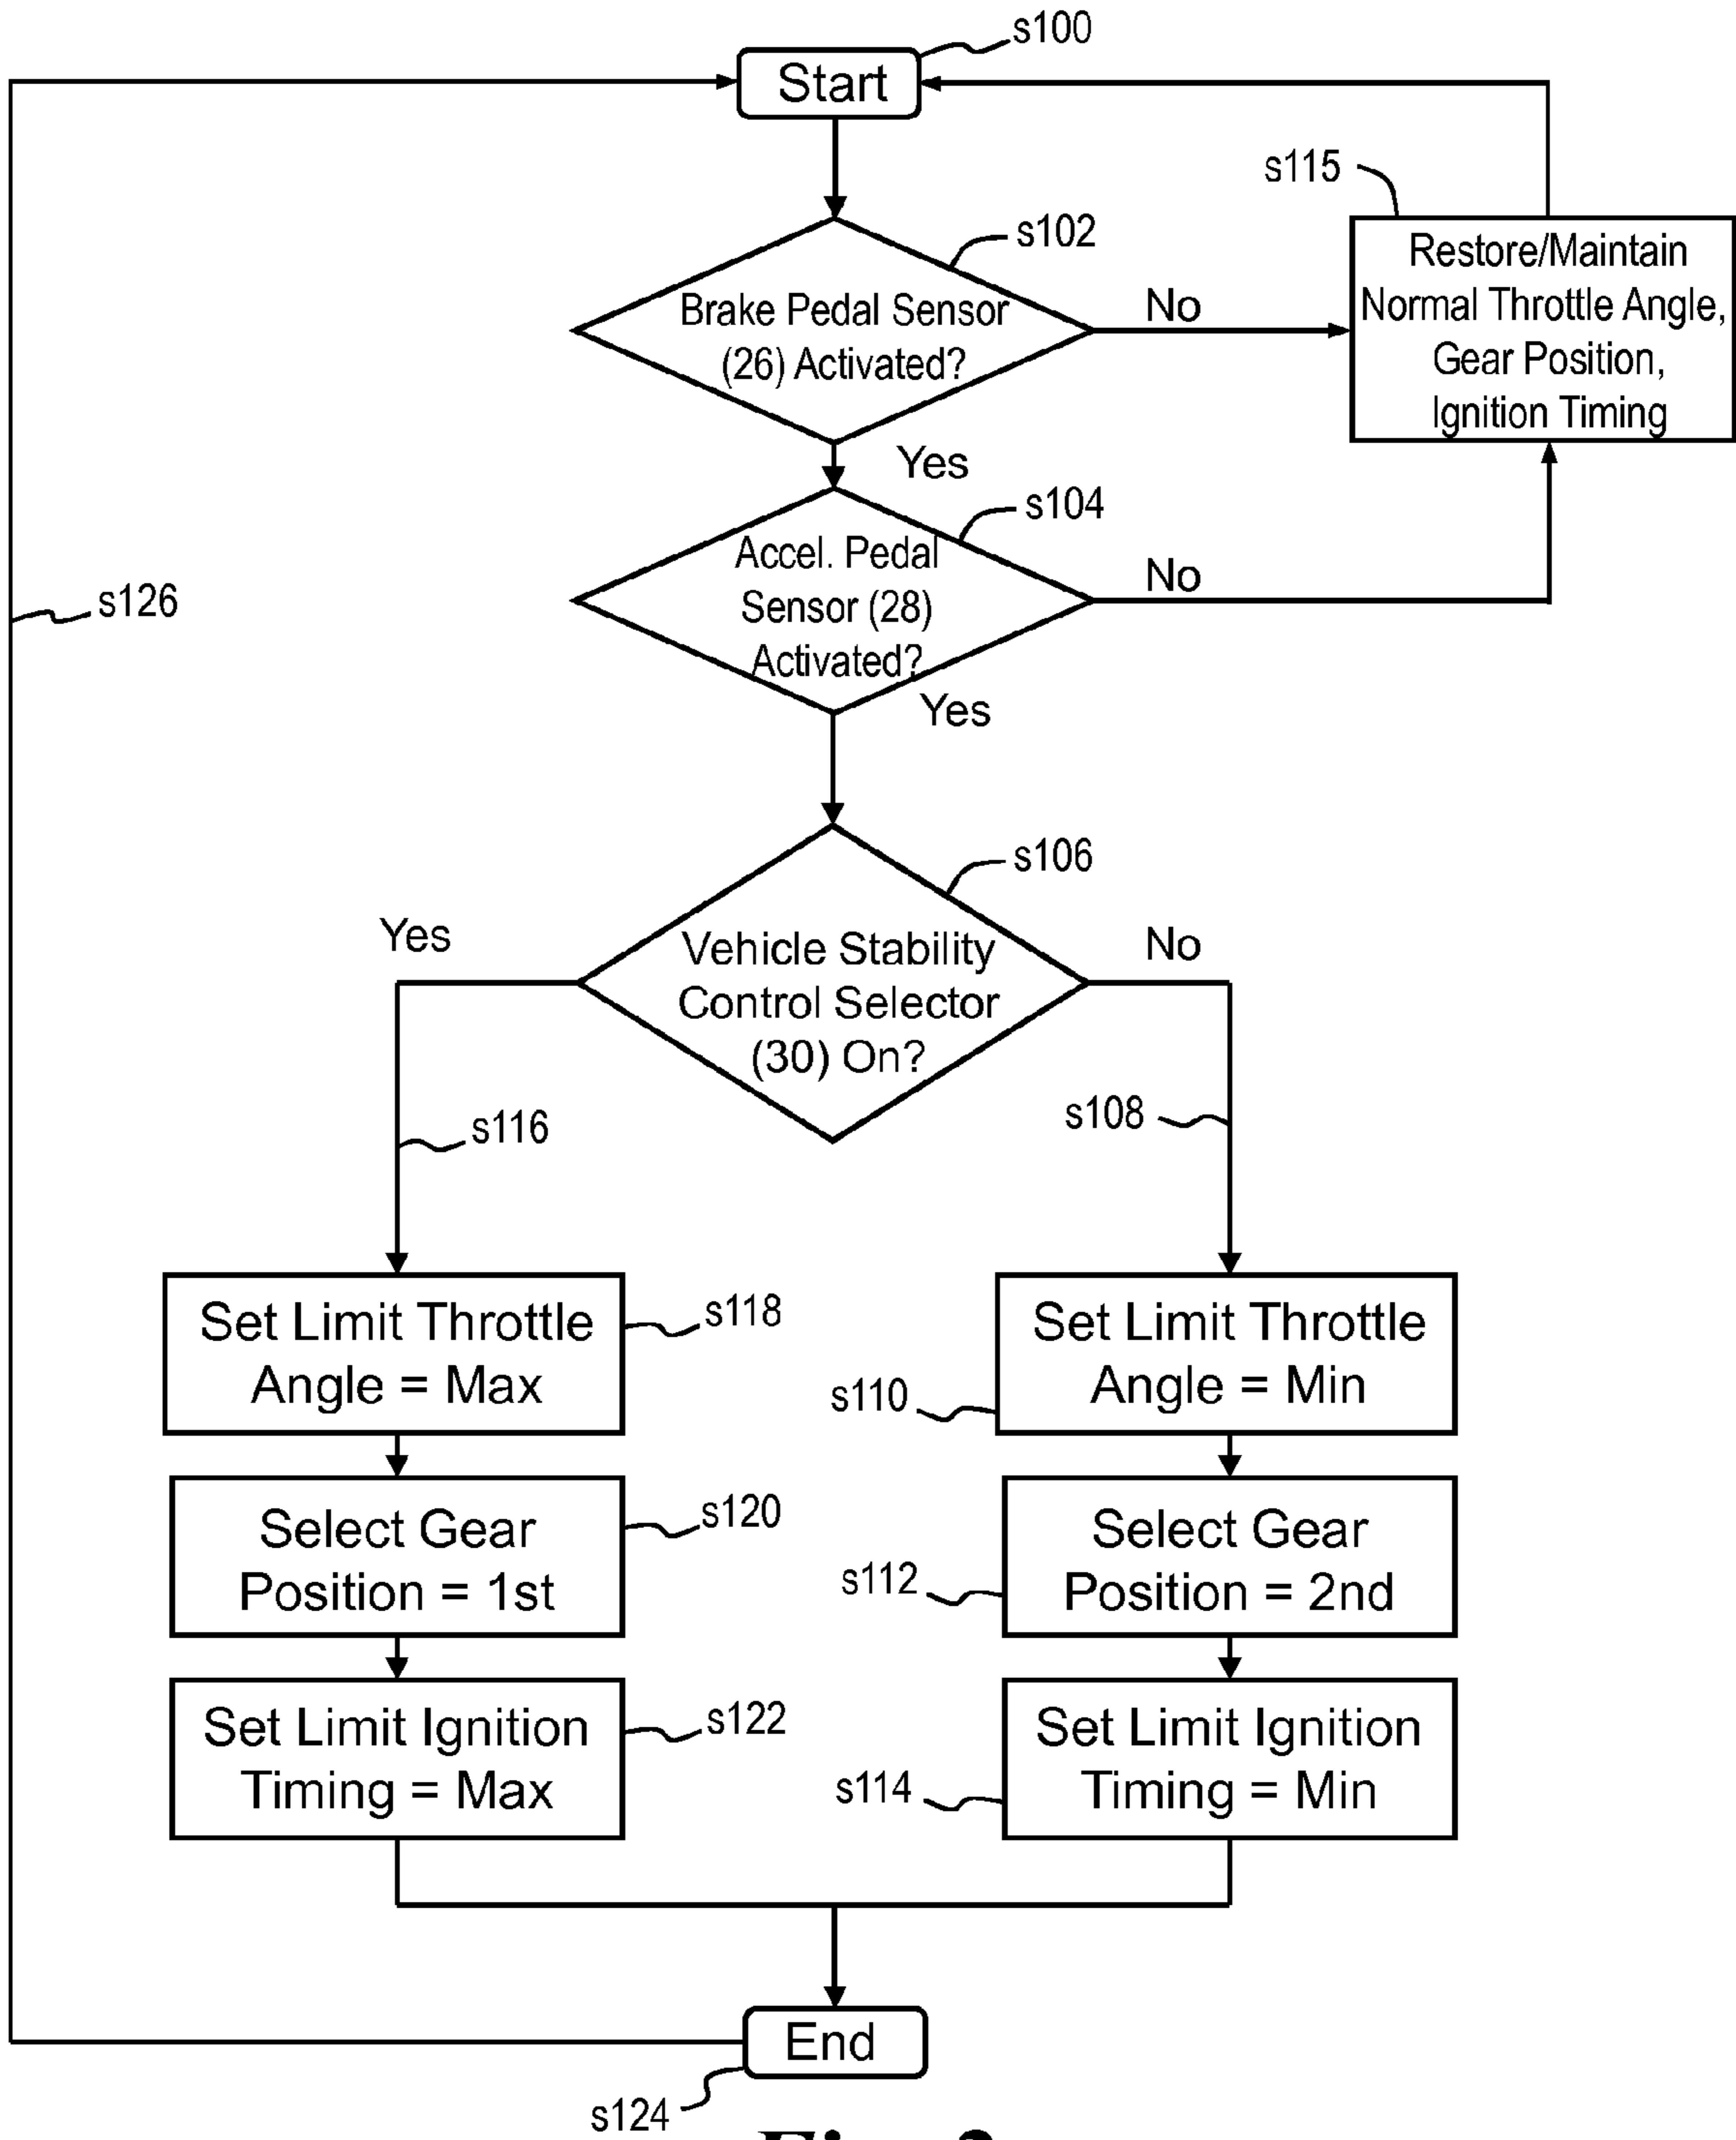 s100
Start
s115
s102
Restore/Maintain
Normal Throttle Angle,
Gear Position,
Ignition Timing
Brake Pedal Sensor
(26) Activated?
No
Yes
s104
Accel. Pedal
Sensor (28)
Activated?
No
Yes
s126
s106
Yes
Vehicle Stability
Control Selector
(30) On?
No
s116
s108
Set Limit Throttle
Angle = Max
s118
Set Limit Throttle
Angle = Min
s110
Select Gear
Position = 1st
s120
Select Gear
Position = 2nd
s112
Set Limit Ignition
Timing = Max
s122
Set Limit Ignition
Timing = Min
s114
End
s124